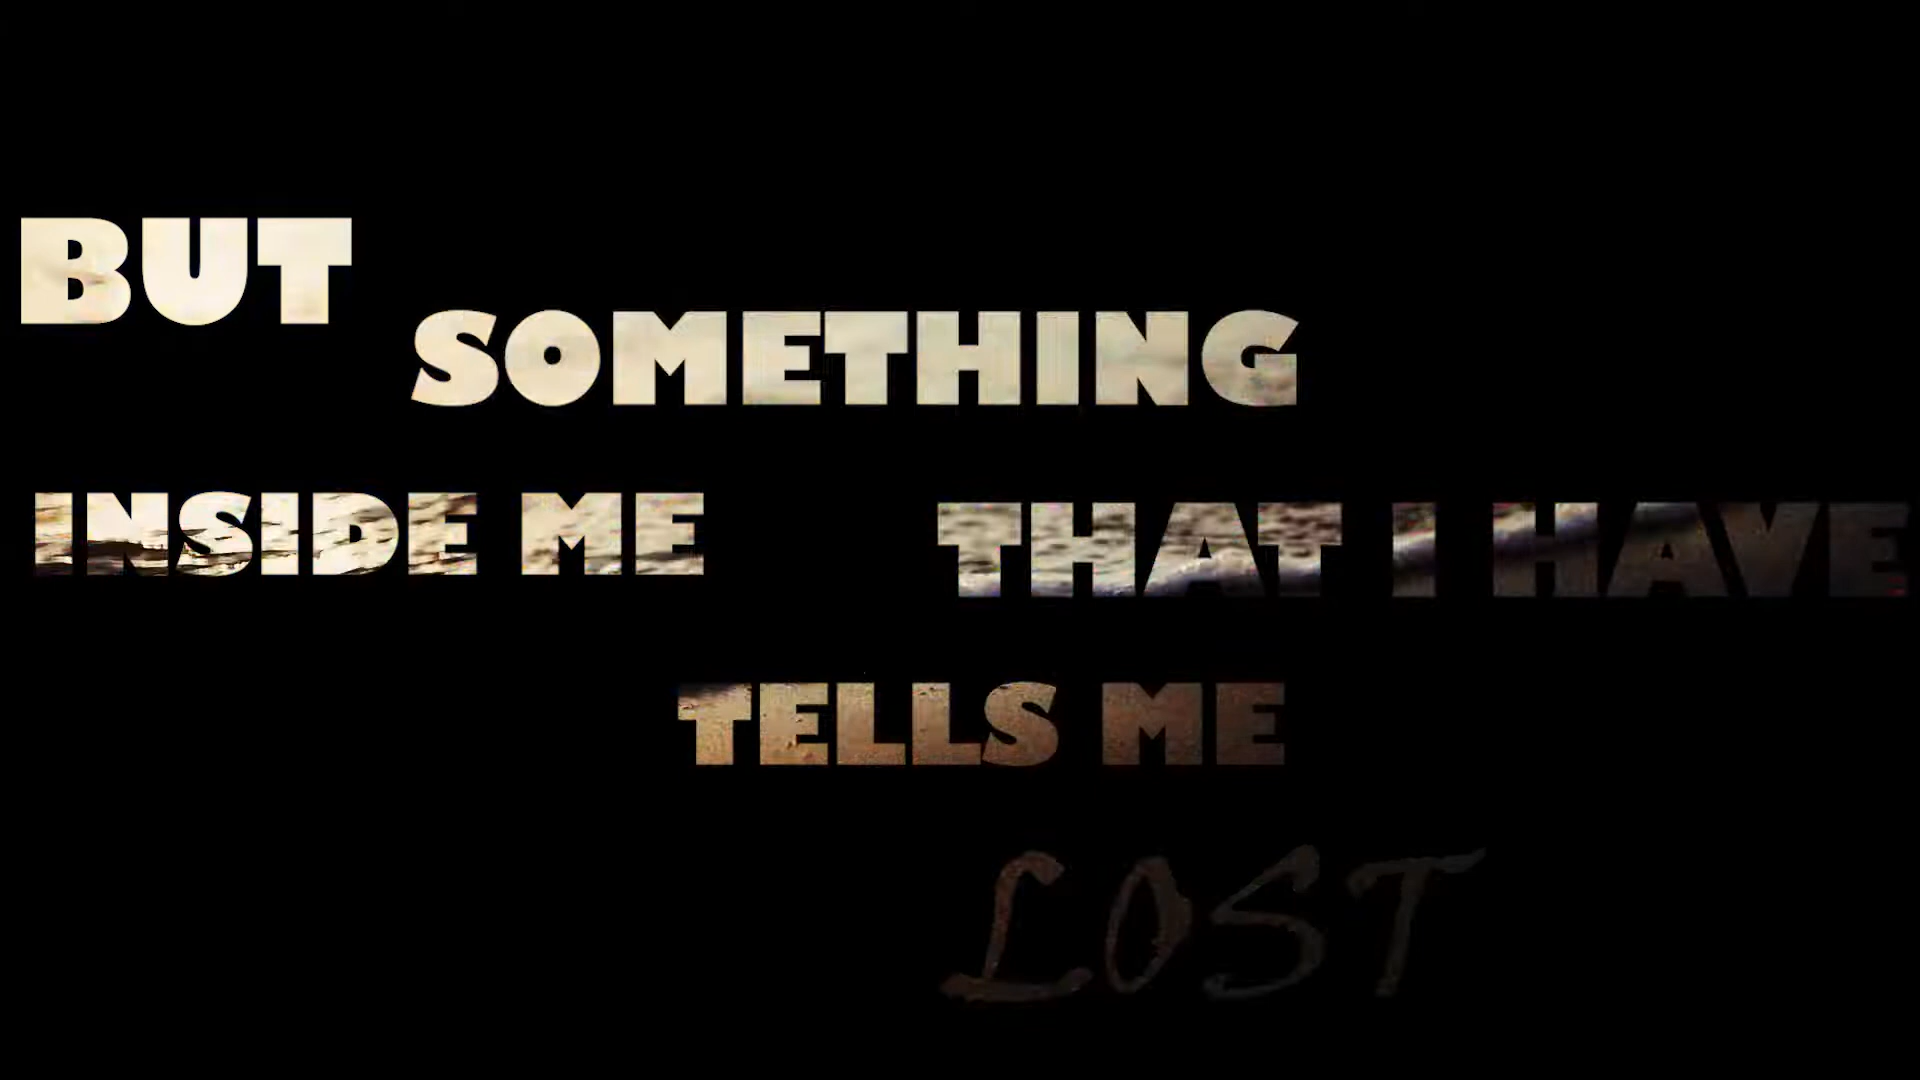 BUT
SOMETHING
INSIDE ME
THAT I HAVE
TELLS ME
LOST